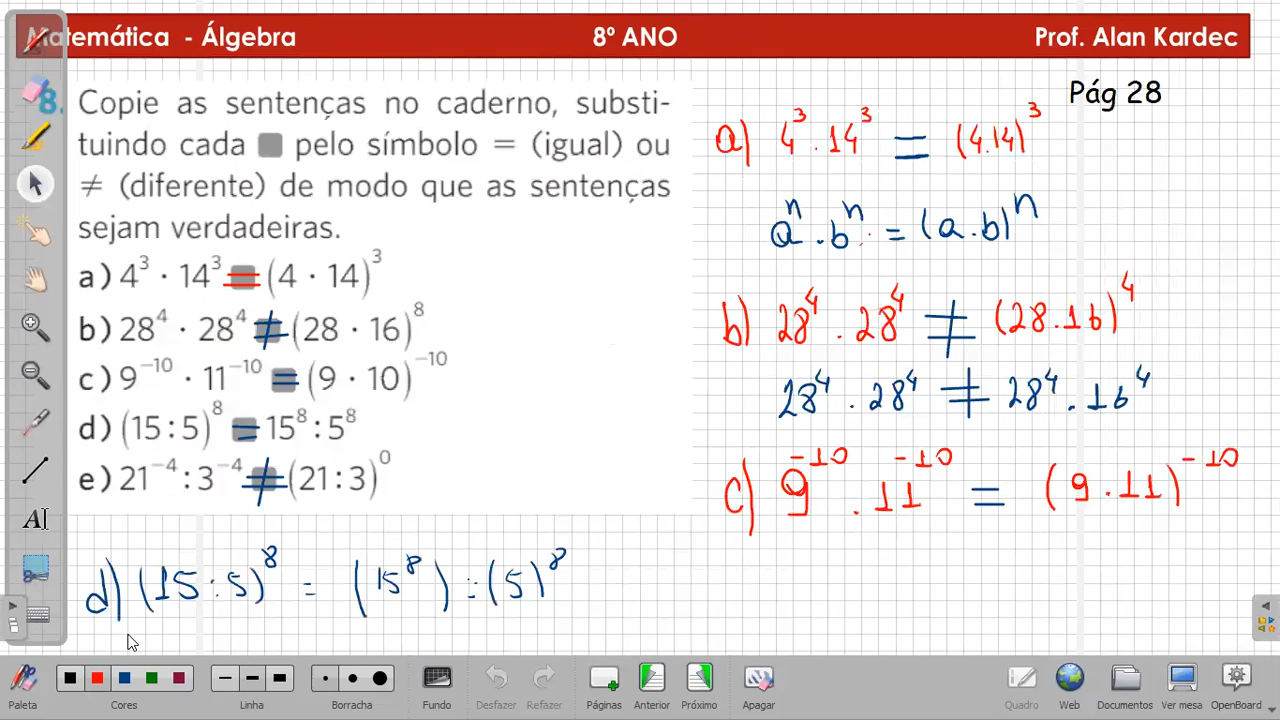 Matemática - Álgebra 8º ANO Prof. Alan Kardec
Pág 28
8. Copie as sentenças no caderno, substi-
tuindo cada ■ pelo símbolo = (igual) ou
≠ (diferente) de modo que as sentenças
sejam verdadeiras.
a) 4³ · 14³ = (4 · 14)³
b) 28⁴ · 28⁴ ≠ (28 · 16)⁸
c) 9⁻¹⁰ · 11⁻¹⁰ = (9 · 10)⁻¹⁰
d) (15 : 5)⁸ = 15⁸ : 5⁸
e) 21⁻⁴ : 3⁻⁴ ≠ (21 : 3)⁰
a) 4³ . 14³ = (4.14)³
aⁿ . bⁿ = (a.b)ⁿ
b) 28⁴ . 28⁴ ≠ (28.16)⁴
28⁴ . 28⁴ ≠ 28⁴ . 16⁴
c) 9⁻¹⁰ . 11⁻¹⁰ = (9 . 11)⁻¹⁰
d) (15 : 5)⁸ = (15⁸) : (5)⁸
A
Paleta Cores Linha Borracha Fundo Desfazer Refazer Páginas Anterior Próximo Apagar Quadro Web Documentos Ver mesa OpenBoard